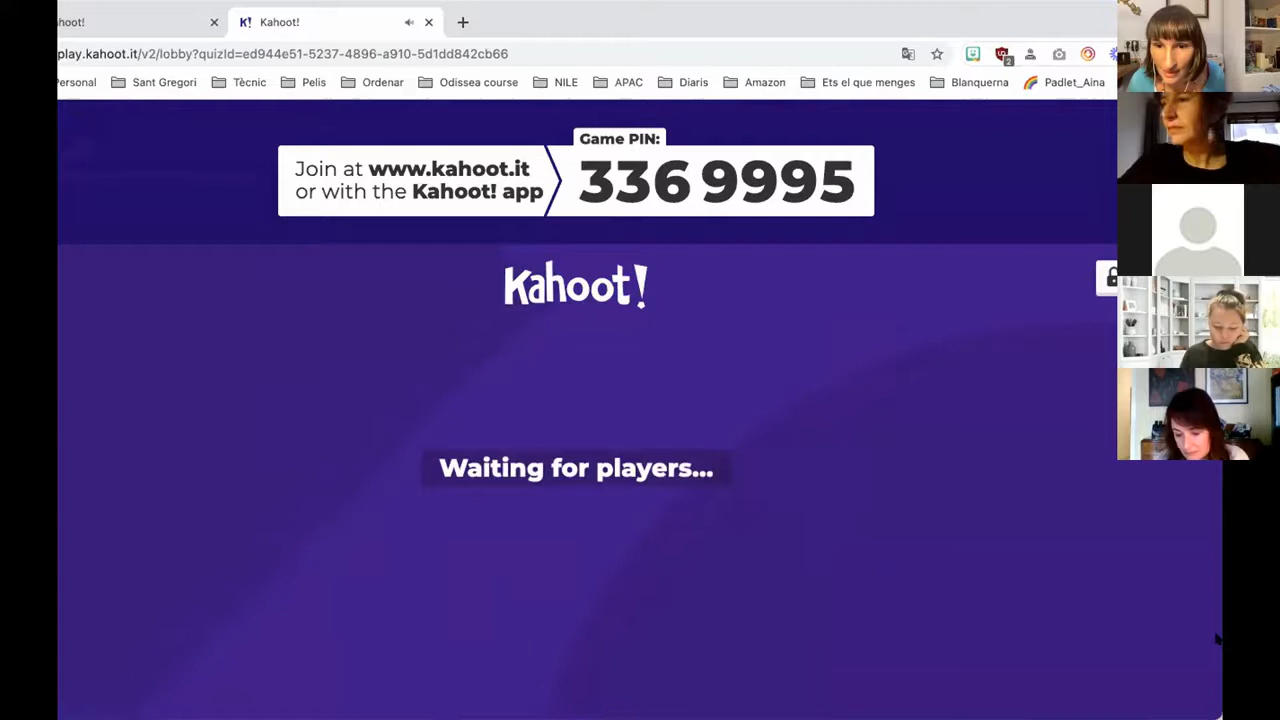 ahoot!
K! Kahoot!
play.kahoot.it/v2/lobby?quizId=ed944e51-5237-4896-a910-5d1dd842cb66
2
Personal Sant Gregori Tècnic Pelis Ordenar Odissea course NILE APAC Diaris Amazon Ets el que menges Blanquerna Padlet_Aina
Game PIN:
Join at www.kahoot.it
or with the Kahoot! app
336 9995
Kahoot!
Waiting for players...